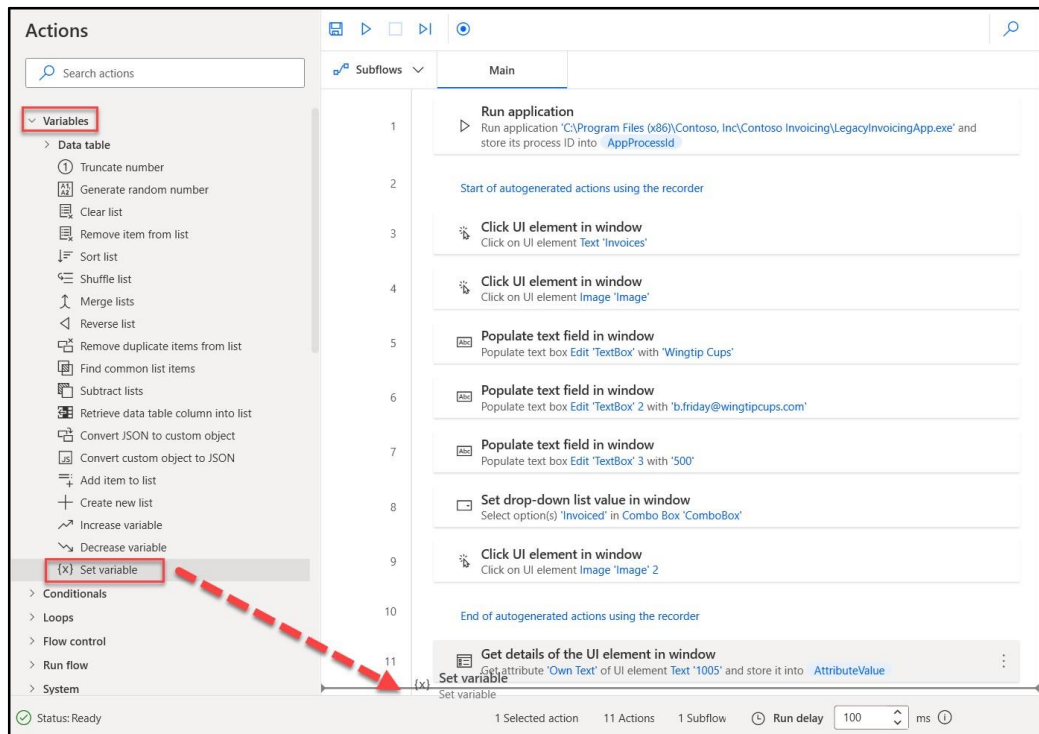 Actions
Search actions
Variables
Data table
Truncate number
Generate random number
Clear list
Remove item from list
Sort list
Shuffle list
Merge lists
Reverse list
Remove duplicate items from list
Find common list items
Subtract lists
Retrieve data table column into list
Convert JSON to custom object
Convert custom object to JSON
Add item to list
Create new list
Increase variable
Decrease variable
{x} Set variable
Conditionals
Loops
Flow control
Run flow
System
Subflows
Main
1
Run application
Run application 'C:\Program Files (x86)\Contoso, Inc\Contoso Invoicing\LegacyInvoicingApp.exe' and
store its process ID into AppProcessId
2
Start of autogenerated actions using the recorder
3
Click UI element in window
Click on UI element Text 'Invoices'
4
Click UI element in window
Click on UI element Image 'Image'
5
Abc Populate text field in window
Populate text box Edit 'TextBox' with 'Wingtip Cups'
6
Abc Populate text field in window
Populate text box Edit 'TextBox' 2 with 'b.friday@wingtipcups.com'
7
Abc Populate text field in window
Populate text box Edit 'TextBox' 3 with '500'
8
Set drop-down list value in window
Select option(s) 'Invoiced' in Combo Box 'ComboBox'
9
Click UI element in window
Click on UI element Image 'Image' 2
10
End of autogenerated actions using the recorder
11
Get details of the UI element in window
Get attribute 'Own Text' of UI element Text '1005' and store it into AttributeValue
{x} Set variable
Set variable
Status: Ready
1 Selected action
11 Actions
1 Subflow
Run delay
100
ms